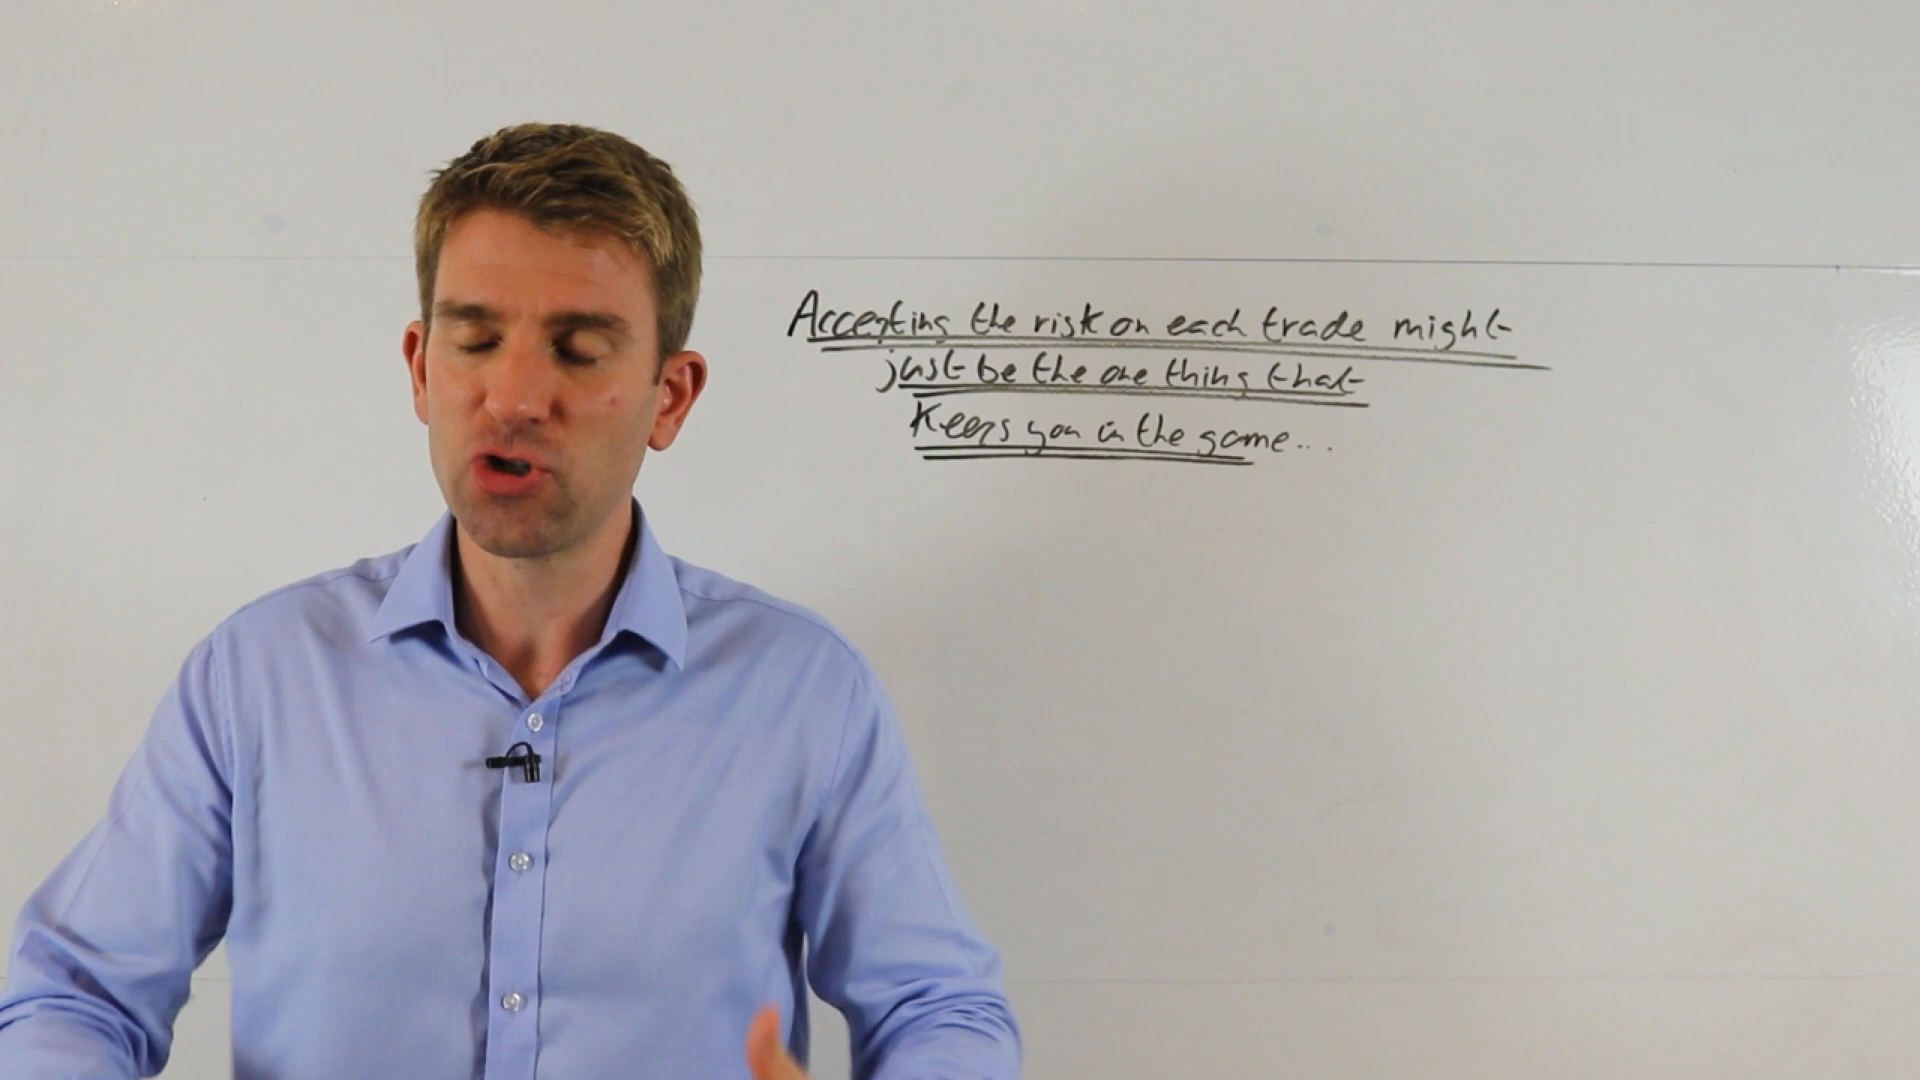 Accepting the risk on each trade might
just be the one thing that
keeps you in the game...